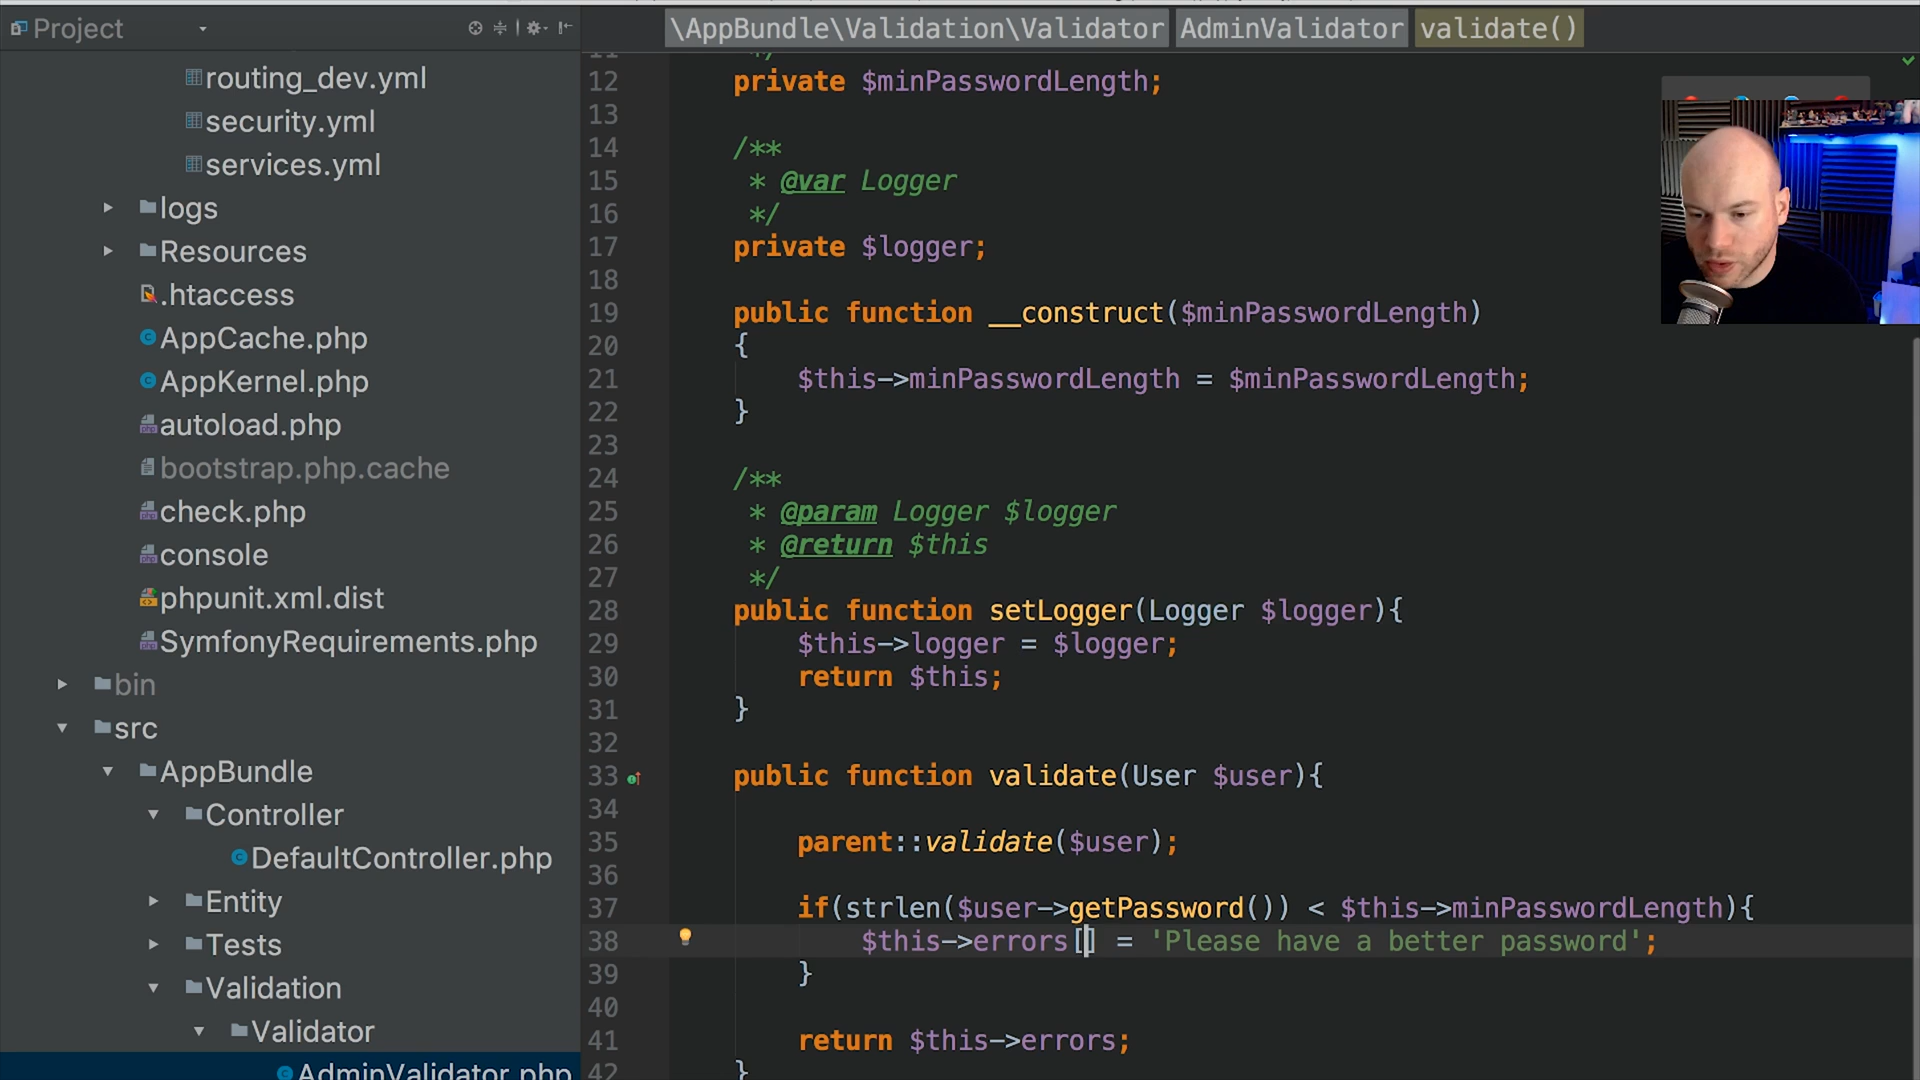 Project
routing_dev.yml
security.yml
services.yml
logs
Resources
.htaccess
AppCache.php
AppKernel.php
autoload.php
bootstrap.php.cache
check.php
console
phpunit.xml.dist
SymfonyRequirements.php
bin
src
AppBundle
Controller
DefaultController.php
Entity
Tests
Validation
Validator
AdminValidator.php
\AppBundle\Validation\Validator AdminValidator validate()
11 */
12 private $minPasswordLength;
13
14 /**
15 * @var Logger
16 */
17 private $logger;
18
19 public function __construct($minPasswordLength)
20 {
21 $this->minPasswordLength = $minPasswordLength;
22 }
23
24 /**
25 * @param Logger $logger
26 * @return $this
27 */
28 public function setLogger(Logger $logger){
29 $this->logger = $logger;
30 return $this;
31 }
32
33 public function validate(User $user){
34
35 parent::validate($user);
36
37 if(strlen($user->getPassword()) < $this->minPasswordLength){
38 $this->errors[] = 'Please have a better password';
39 }
40
41 return $this->errors;
42 }